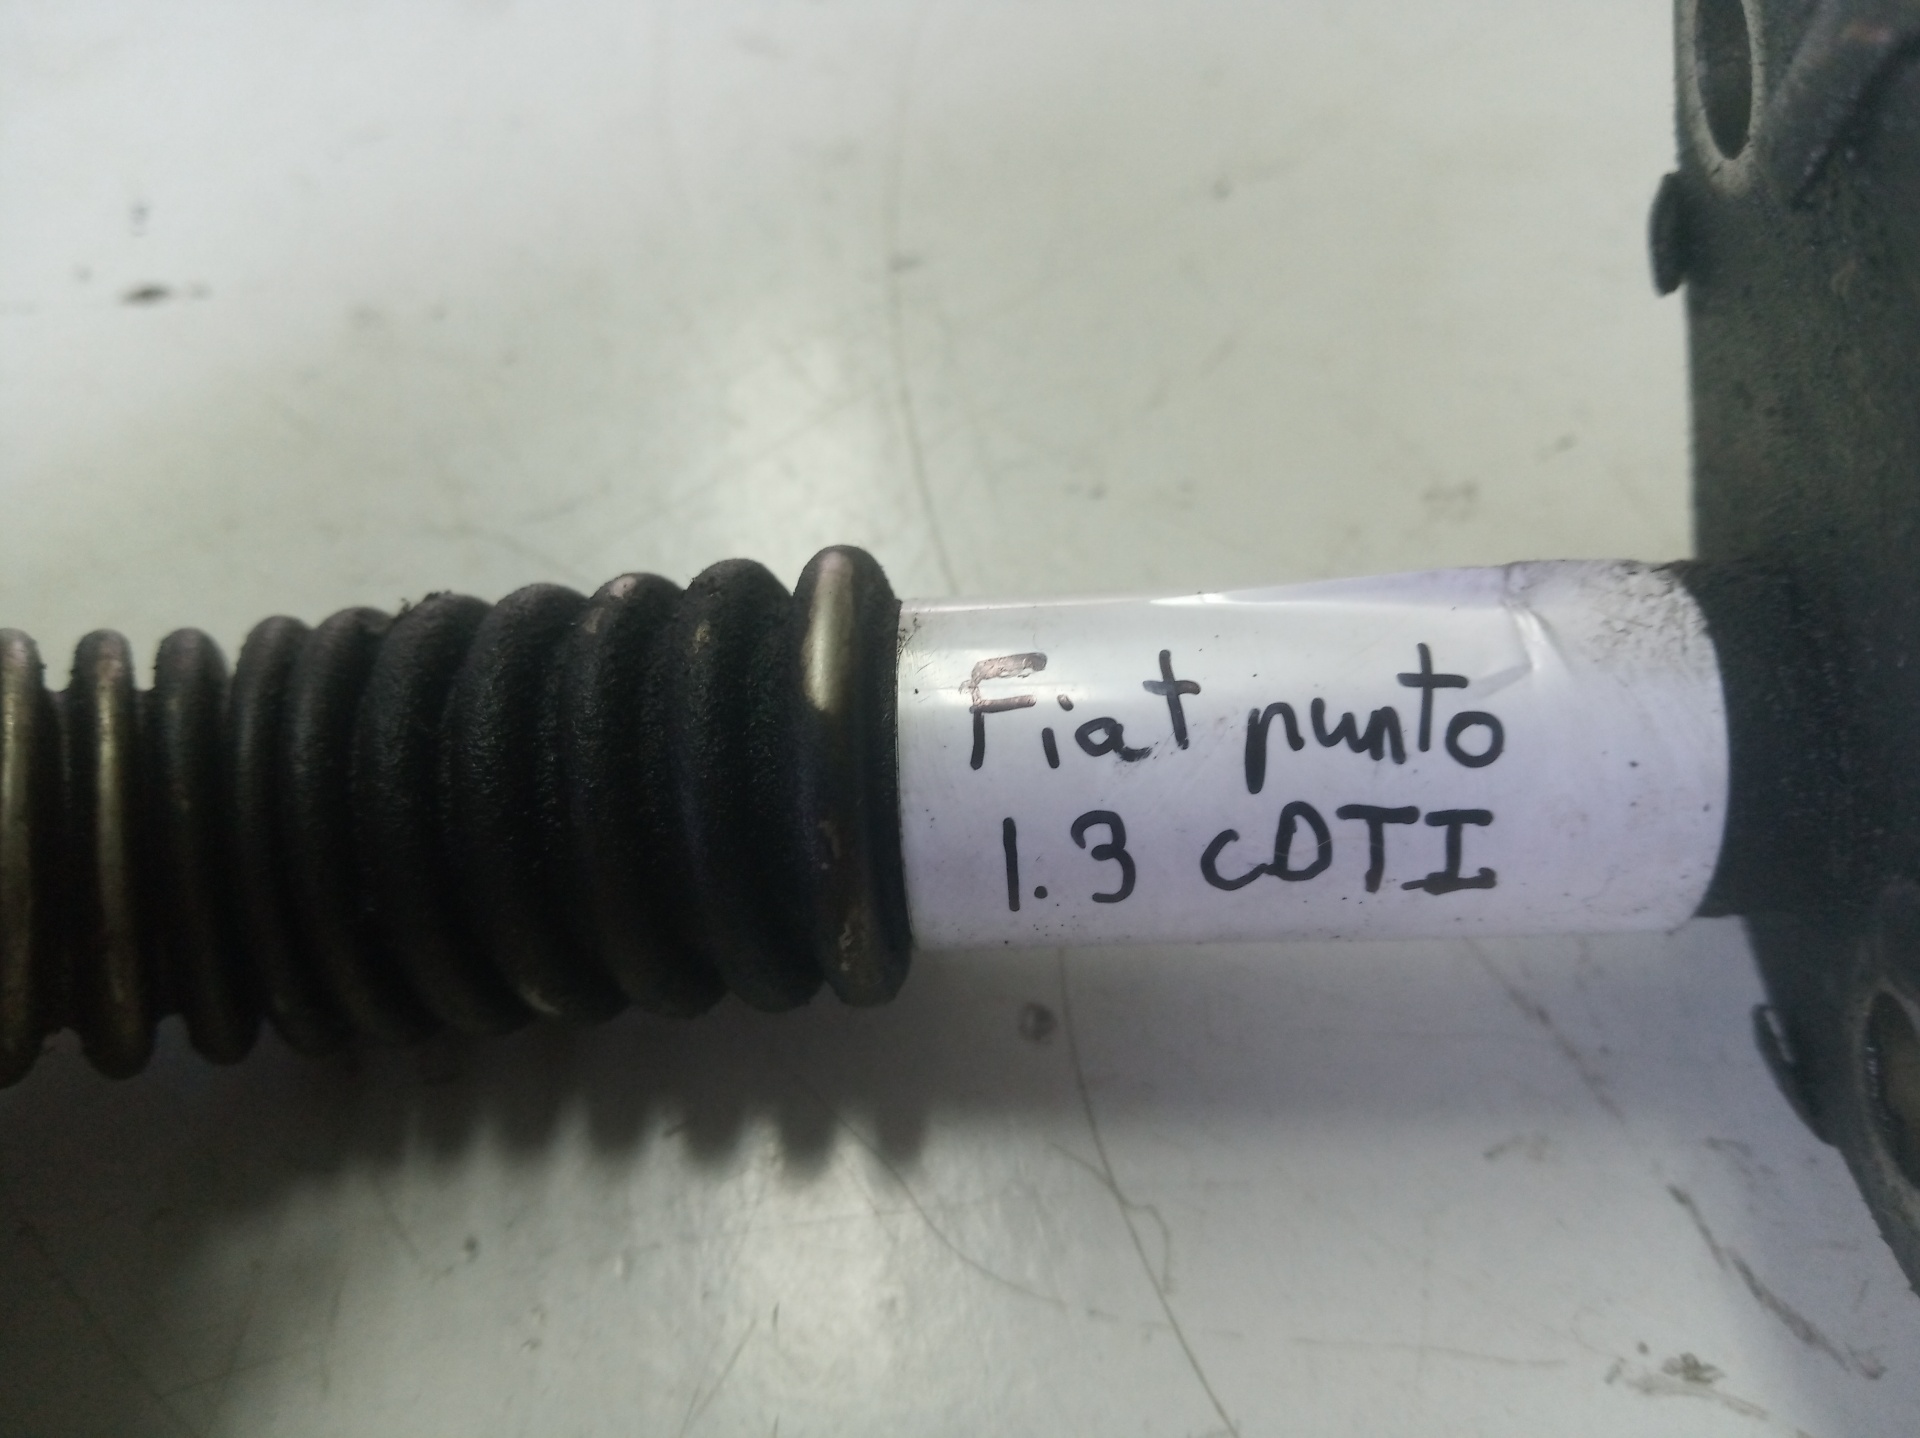 Fiat punto
1.3 CDTI